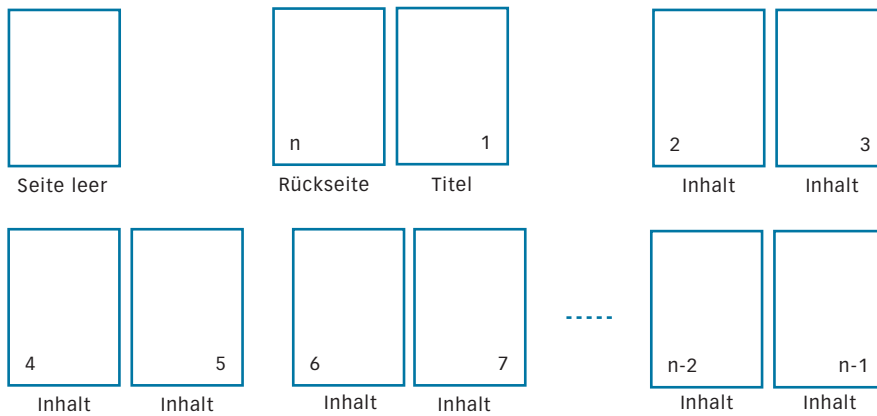 n 1 2 3
Seite leer Rückseite Titel Inhalt Inhalt
4 5 6 7 n-2 n-1
Inhalt Inhalt Inhalt Inhalt Inhalt Inhalt